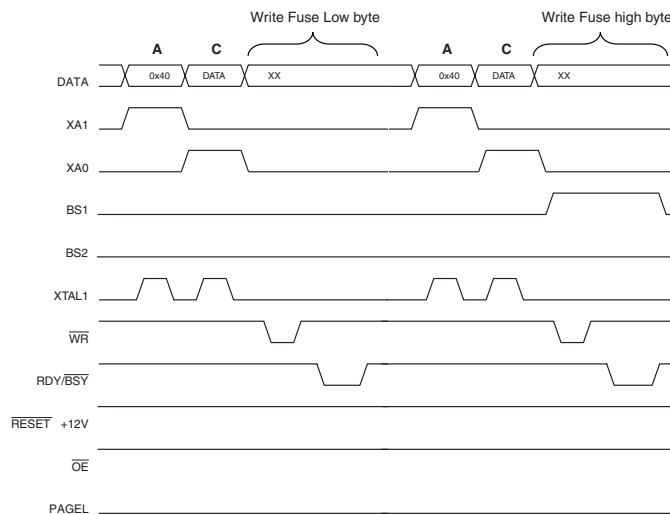 Write Fuse Low byte Write Fuse high byte
A C A C
DATA 0x40 DATA XX 0x40 DATA XX
XA1
XA0
BS1
BS2
XTAL1
WR
RDY/BSY
RESET +12V
OE
PAGEL